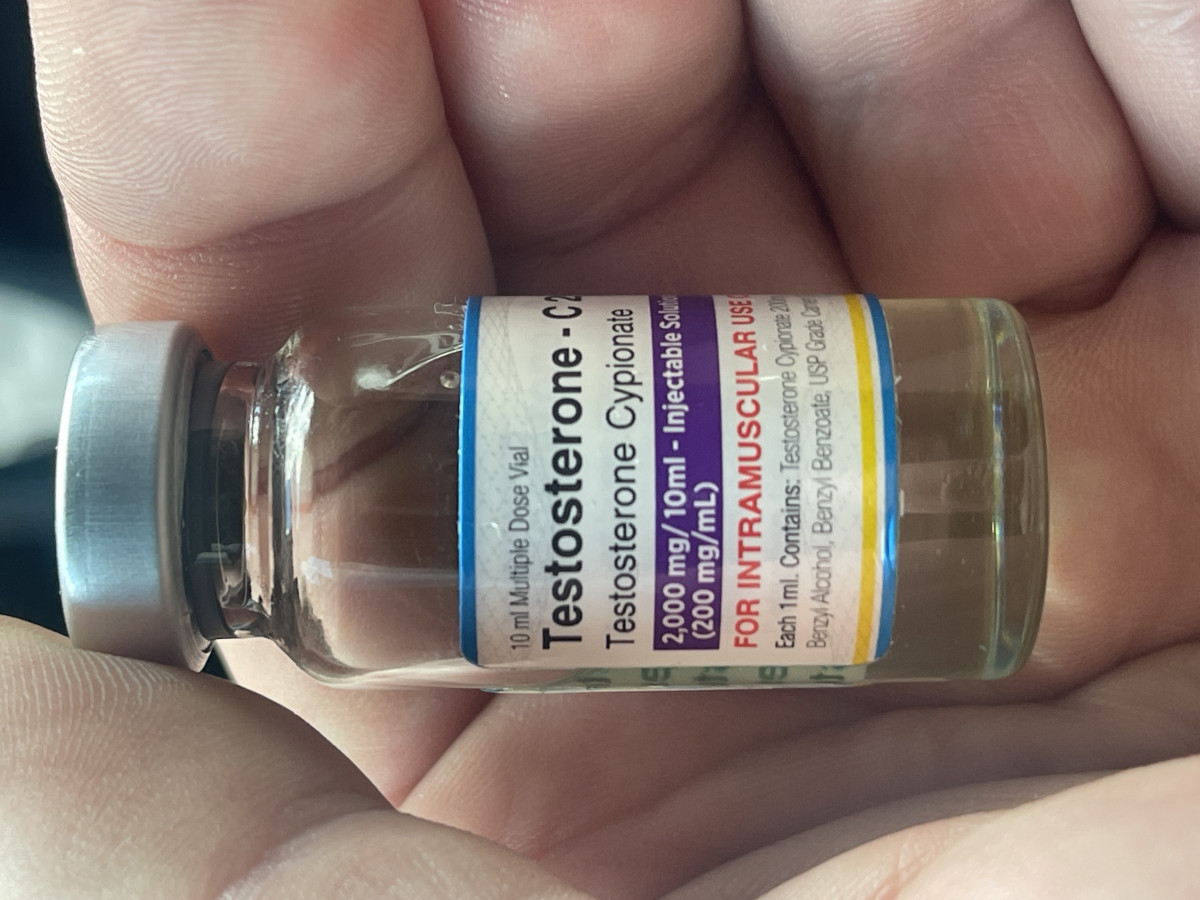 10 ml Multiple Dose Vial
Testosterone - C
Testosterone Cypionate
2,000 mg/10ml - Injectable
(200 mg/mL)
FOR INTRAMUSCULAR USE
Each 1ml. Contains: Testosterone Cypionate
Benzyl Alcohol, Benzyl Benzoate, USP Grade